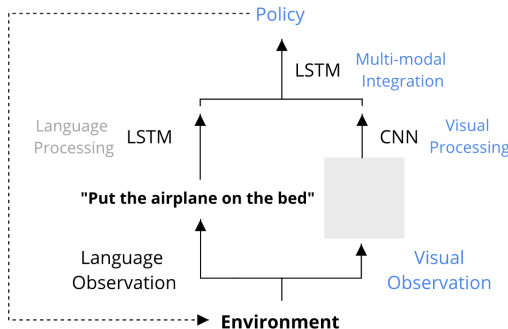 Policy
LSTM
Multi-modal
Integration
Language
Processing
LSTM
CNN
Visual
Processing
"Put the airplane on the bed"
Language
Observation
Visual
Observation
Environment